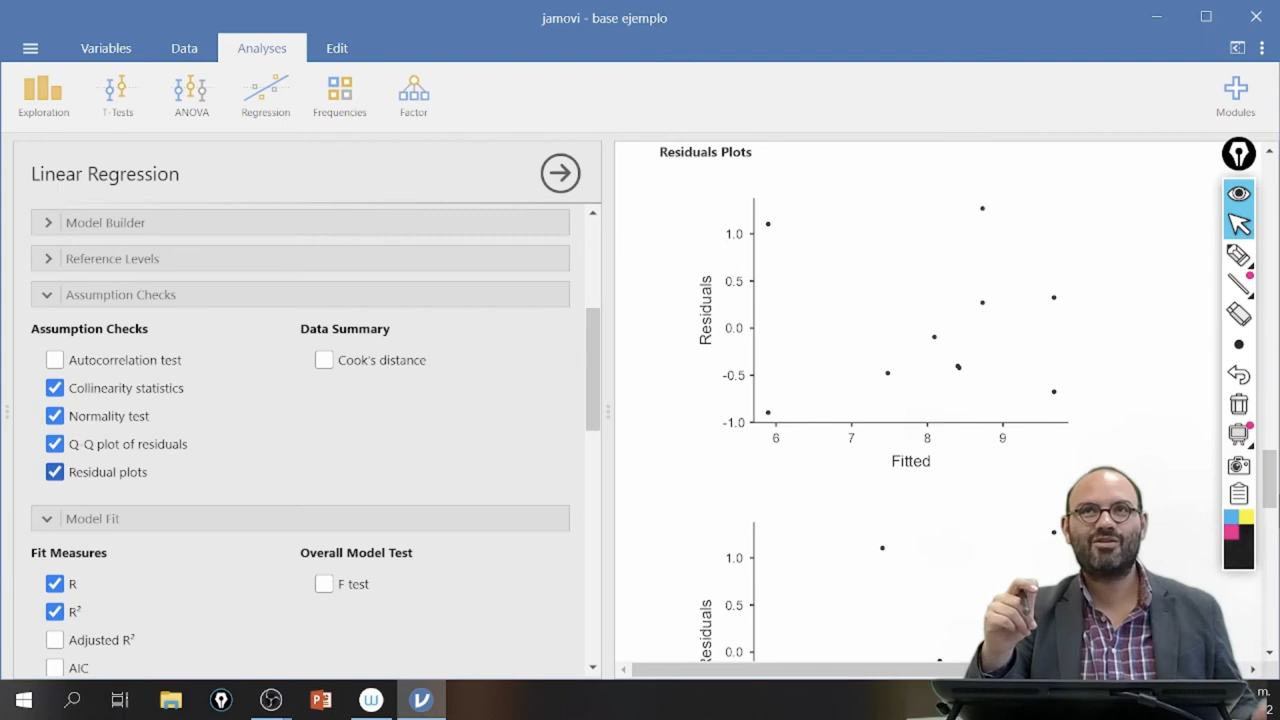 jamovi - base ejemplo
Variables Data Analyses Edit
Exploration T-Tests ANOVA Regression Frequencies Factor Modules
Linear Regression
Model Builder
Reference Levels
Assumption Checks
Assumption Checks Data Summary
Autocorrelation test Cook's distance
Collinearity statistics
Normality test
Q-Q plot of residuals
Residual plots
Model Fit
Fit Measures Overall Model Test
R F test
R²
Adjusted R²
AIC
Residuals Plots
1.0
0.5
0.0
-0.5
-1.0
Residuals
6 7 8 9
Fitted
1.0
0.5
0.0
Residuals
m.
2